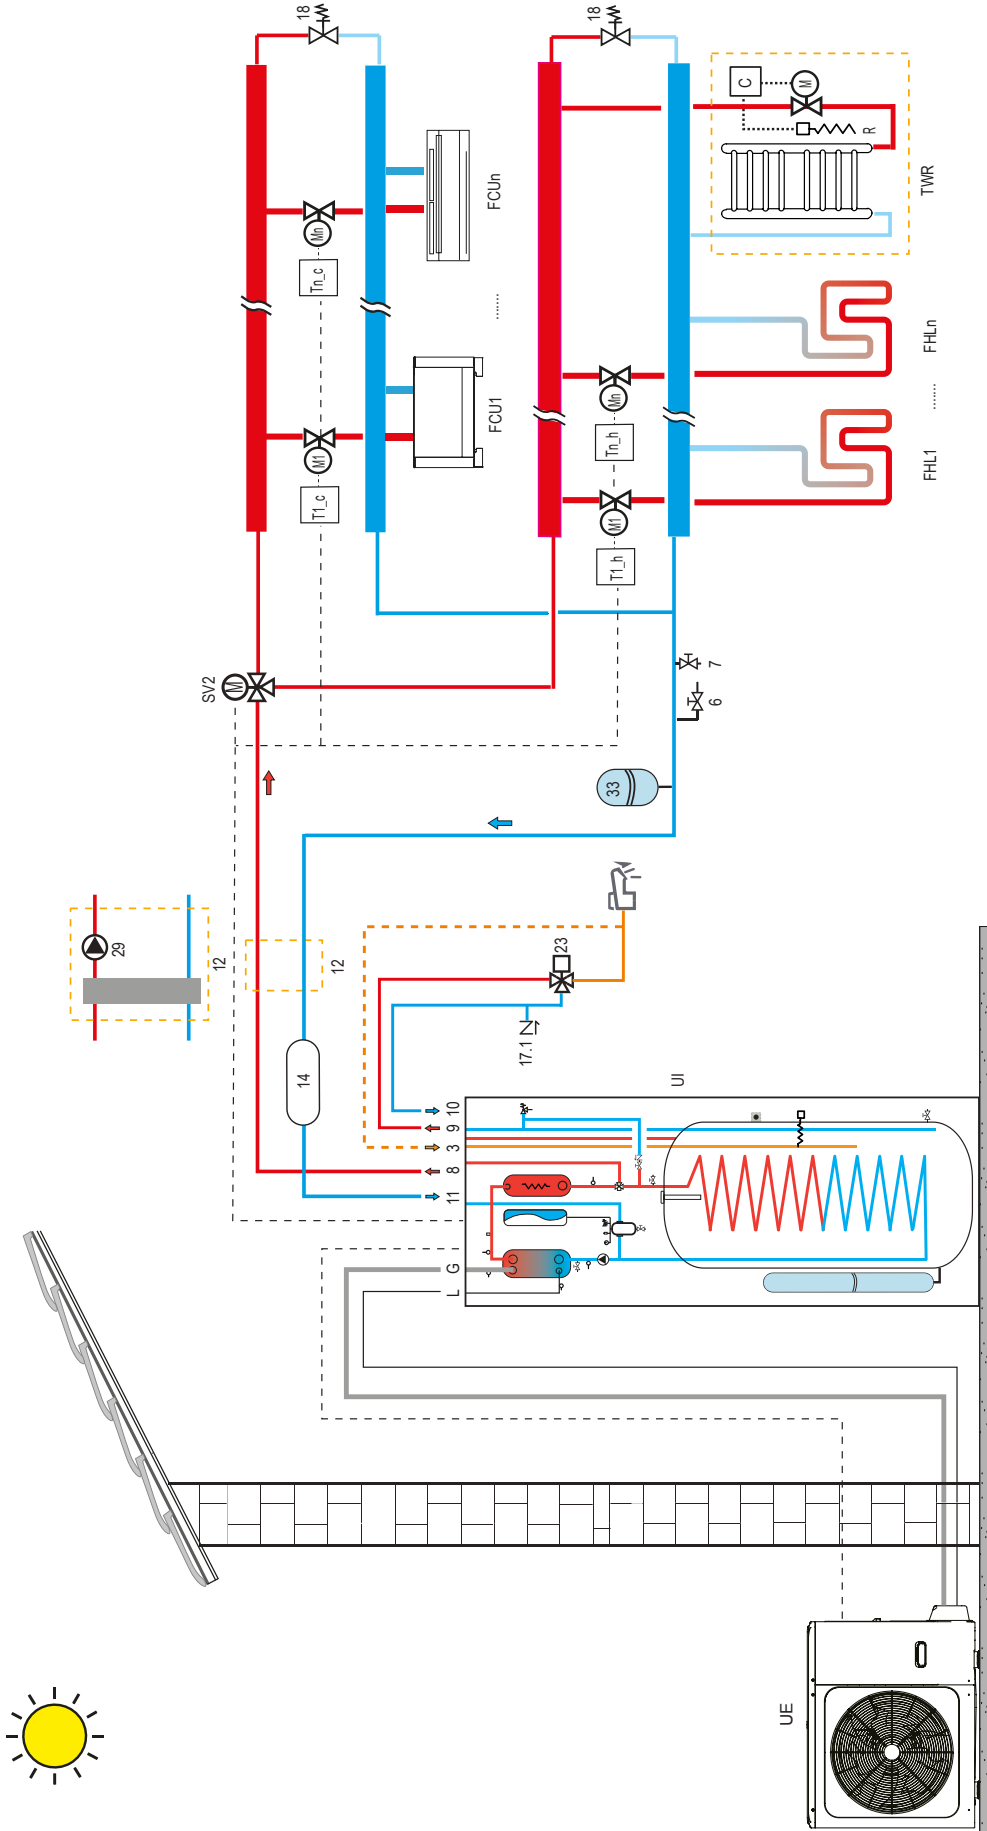 18
18
C
M
R
TWR
FCUn
Mn
Tn_c
FCU1
M1
T1_c
FHLn
........
........
Mn
Tn_h
FHL1
M1
T1_h
SV2
M
7
6
33
29
12
12
23
17.1
14
UI
10
9
3
8
11
G
L
UE